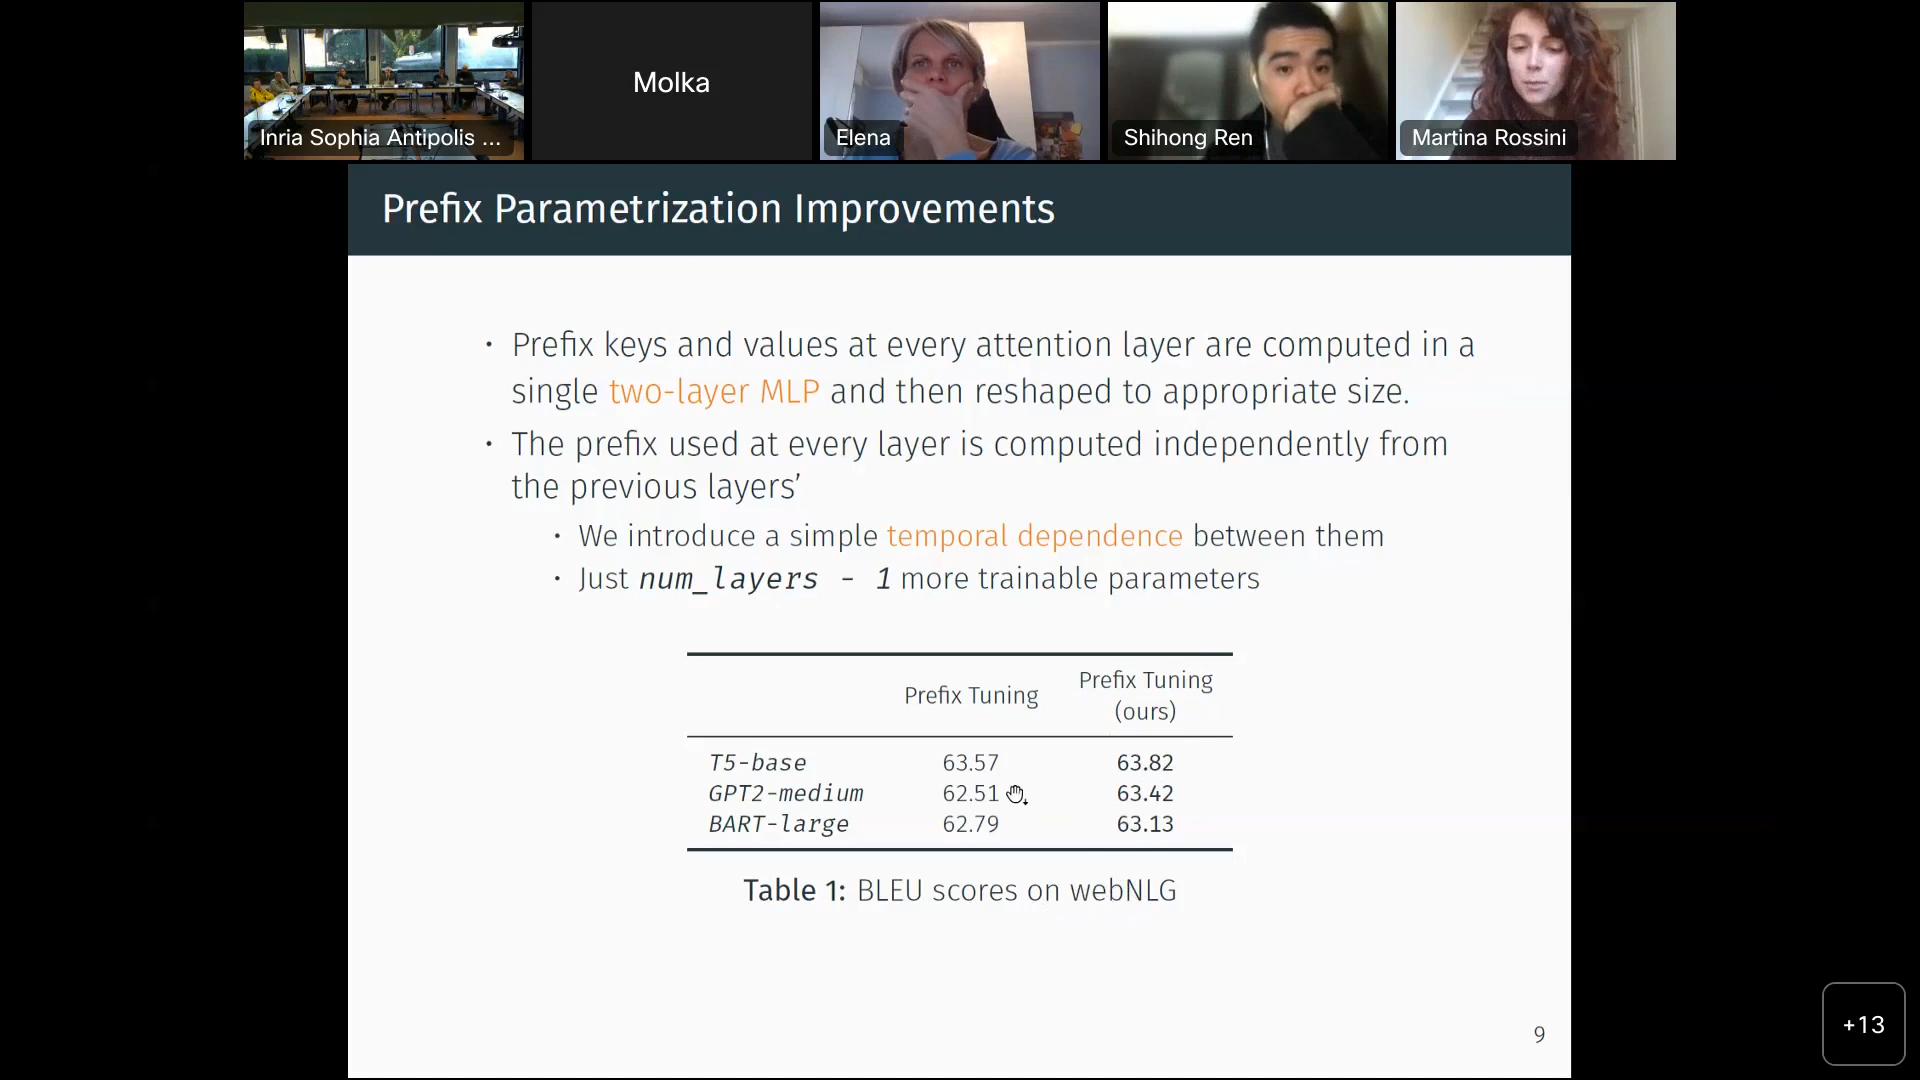 Inria Sophia Antipolis ...
Molka
Elena
Shihong Ren
Martina Rossini
Prefix Parametrization Improvements
• Prefix keys and values at every attention layer are computed in a
single two-layer MLP and then reshaped to appropriate size.
• The prefix used at every layer is computed independently from
the previous layers’
• We introduce a simple temporal dependence between them
• Just num_layers - 1 more trainable parameters
Prefix Tuning Prefix Tuning
(ours)
T5-base 63.57 63.82
GPT2-medium 62.51 63.42
BART-large 62.79 63.13
Table 1: BLEU scores on webNLG
9
+13